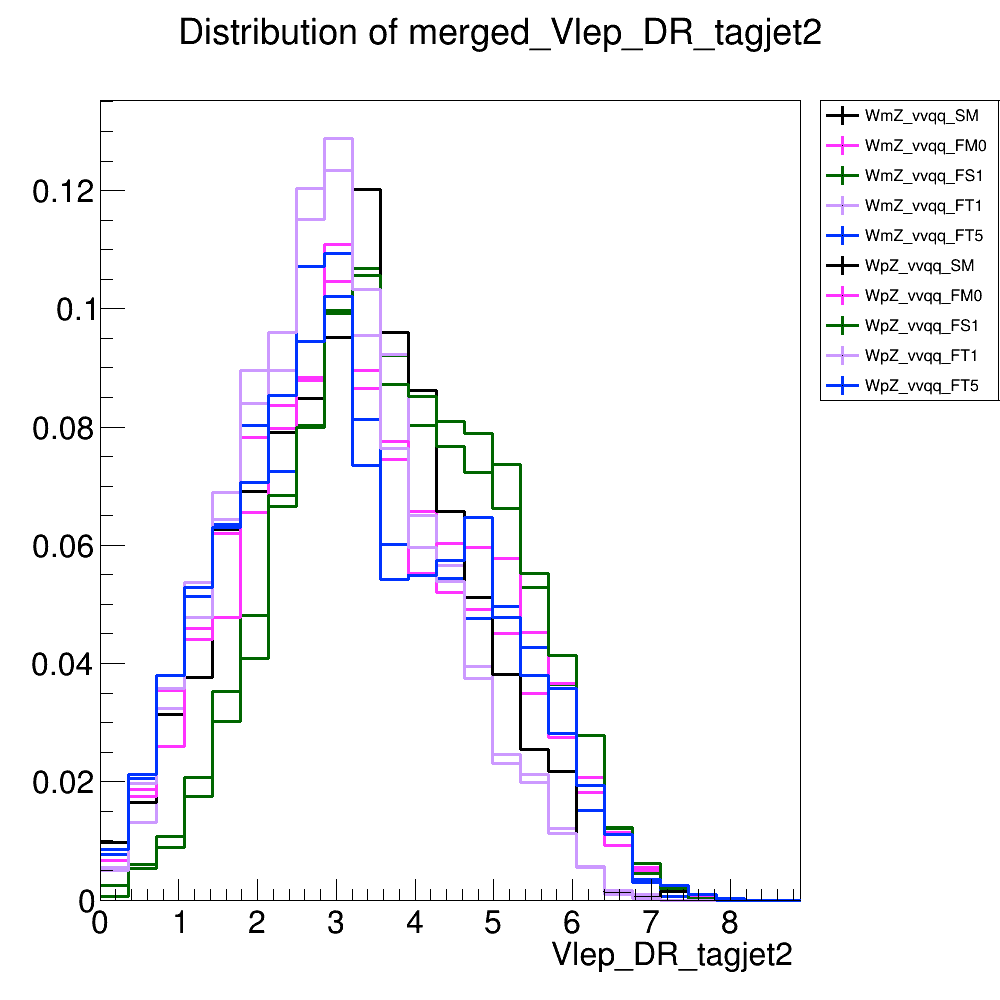 Distribution of merged_Vlep_DR_tagjet2
WmZ_vvqq_SM
WmZ_vvqq_FM0
WmZ_vvqq_FS1
WmZ_vvqq_FT1
WmZ_vvqq_FT5
WpZ_vvqq_SM
WpZ_vvqq_FM0
WpZ_vvqq_FS1
WpZ_vvqq_FT1
WpZ_vvqq_FT5
0.12
0.1
0.08
0.06
0.04
0.02
0
0 1 2 3 4 5 6 7 8
Vlep_DR_tagjet2